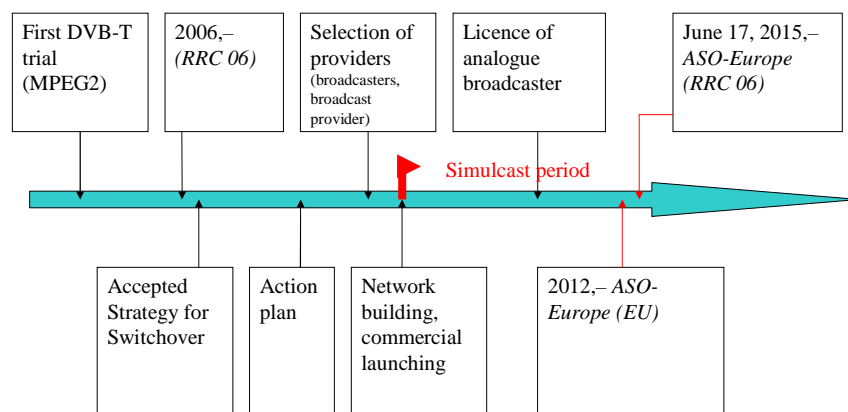 First DVB-T
trial
(MPEG2)
2006,–
(RRC 06)
Selection of
providers
(broadcasters,
broadcast
provider)
Licence of
analogue
broadcaster
June 17, 2015,–
ASO-Europe
(RRC 06)
Simulcast period
Accepted
Strategy for
Switchover
Action
plan
Network
building,
commercial
launching
2012,– ASO-
Europe (EU)